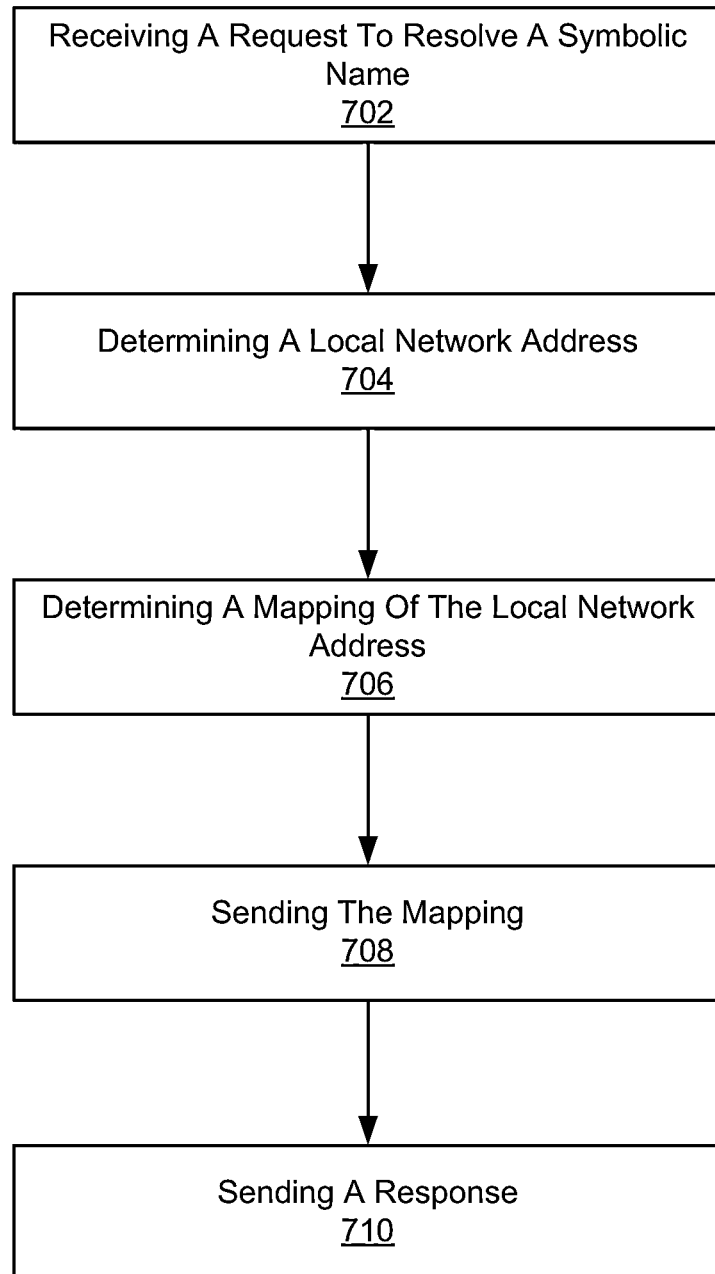 Receiving A Request To Resolve A Symbolic
Name
702
Determining A Local Network Address
704
Determining A Mapping Of The Local Network
Address
706
Sending The Mapping
708
Sending A Response
710